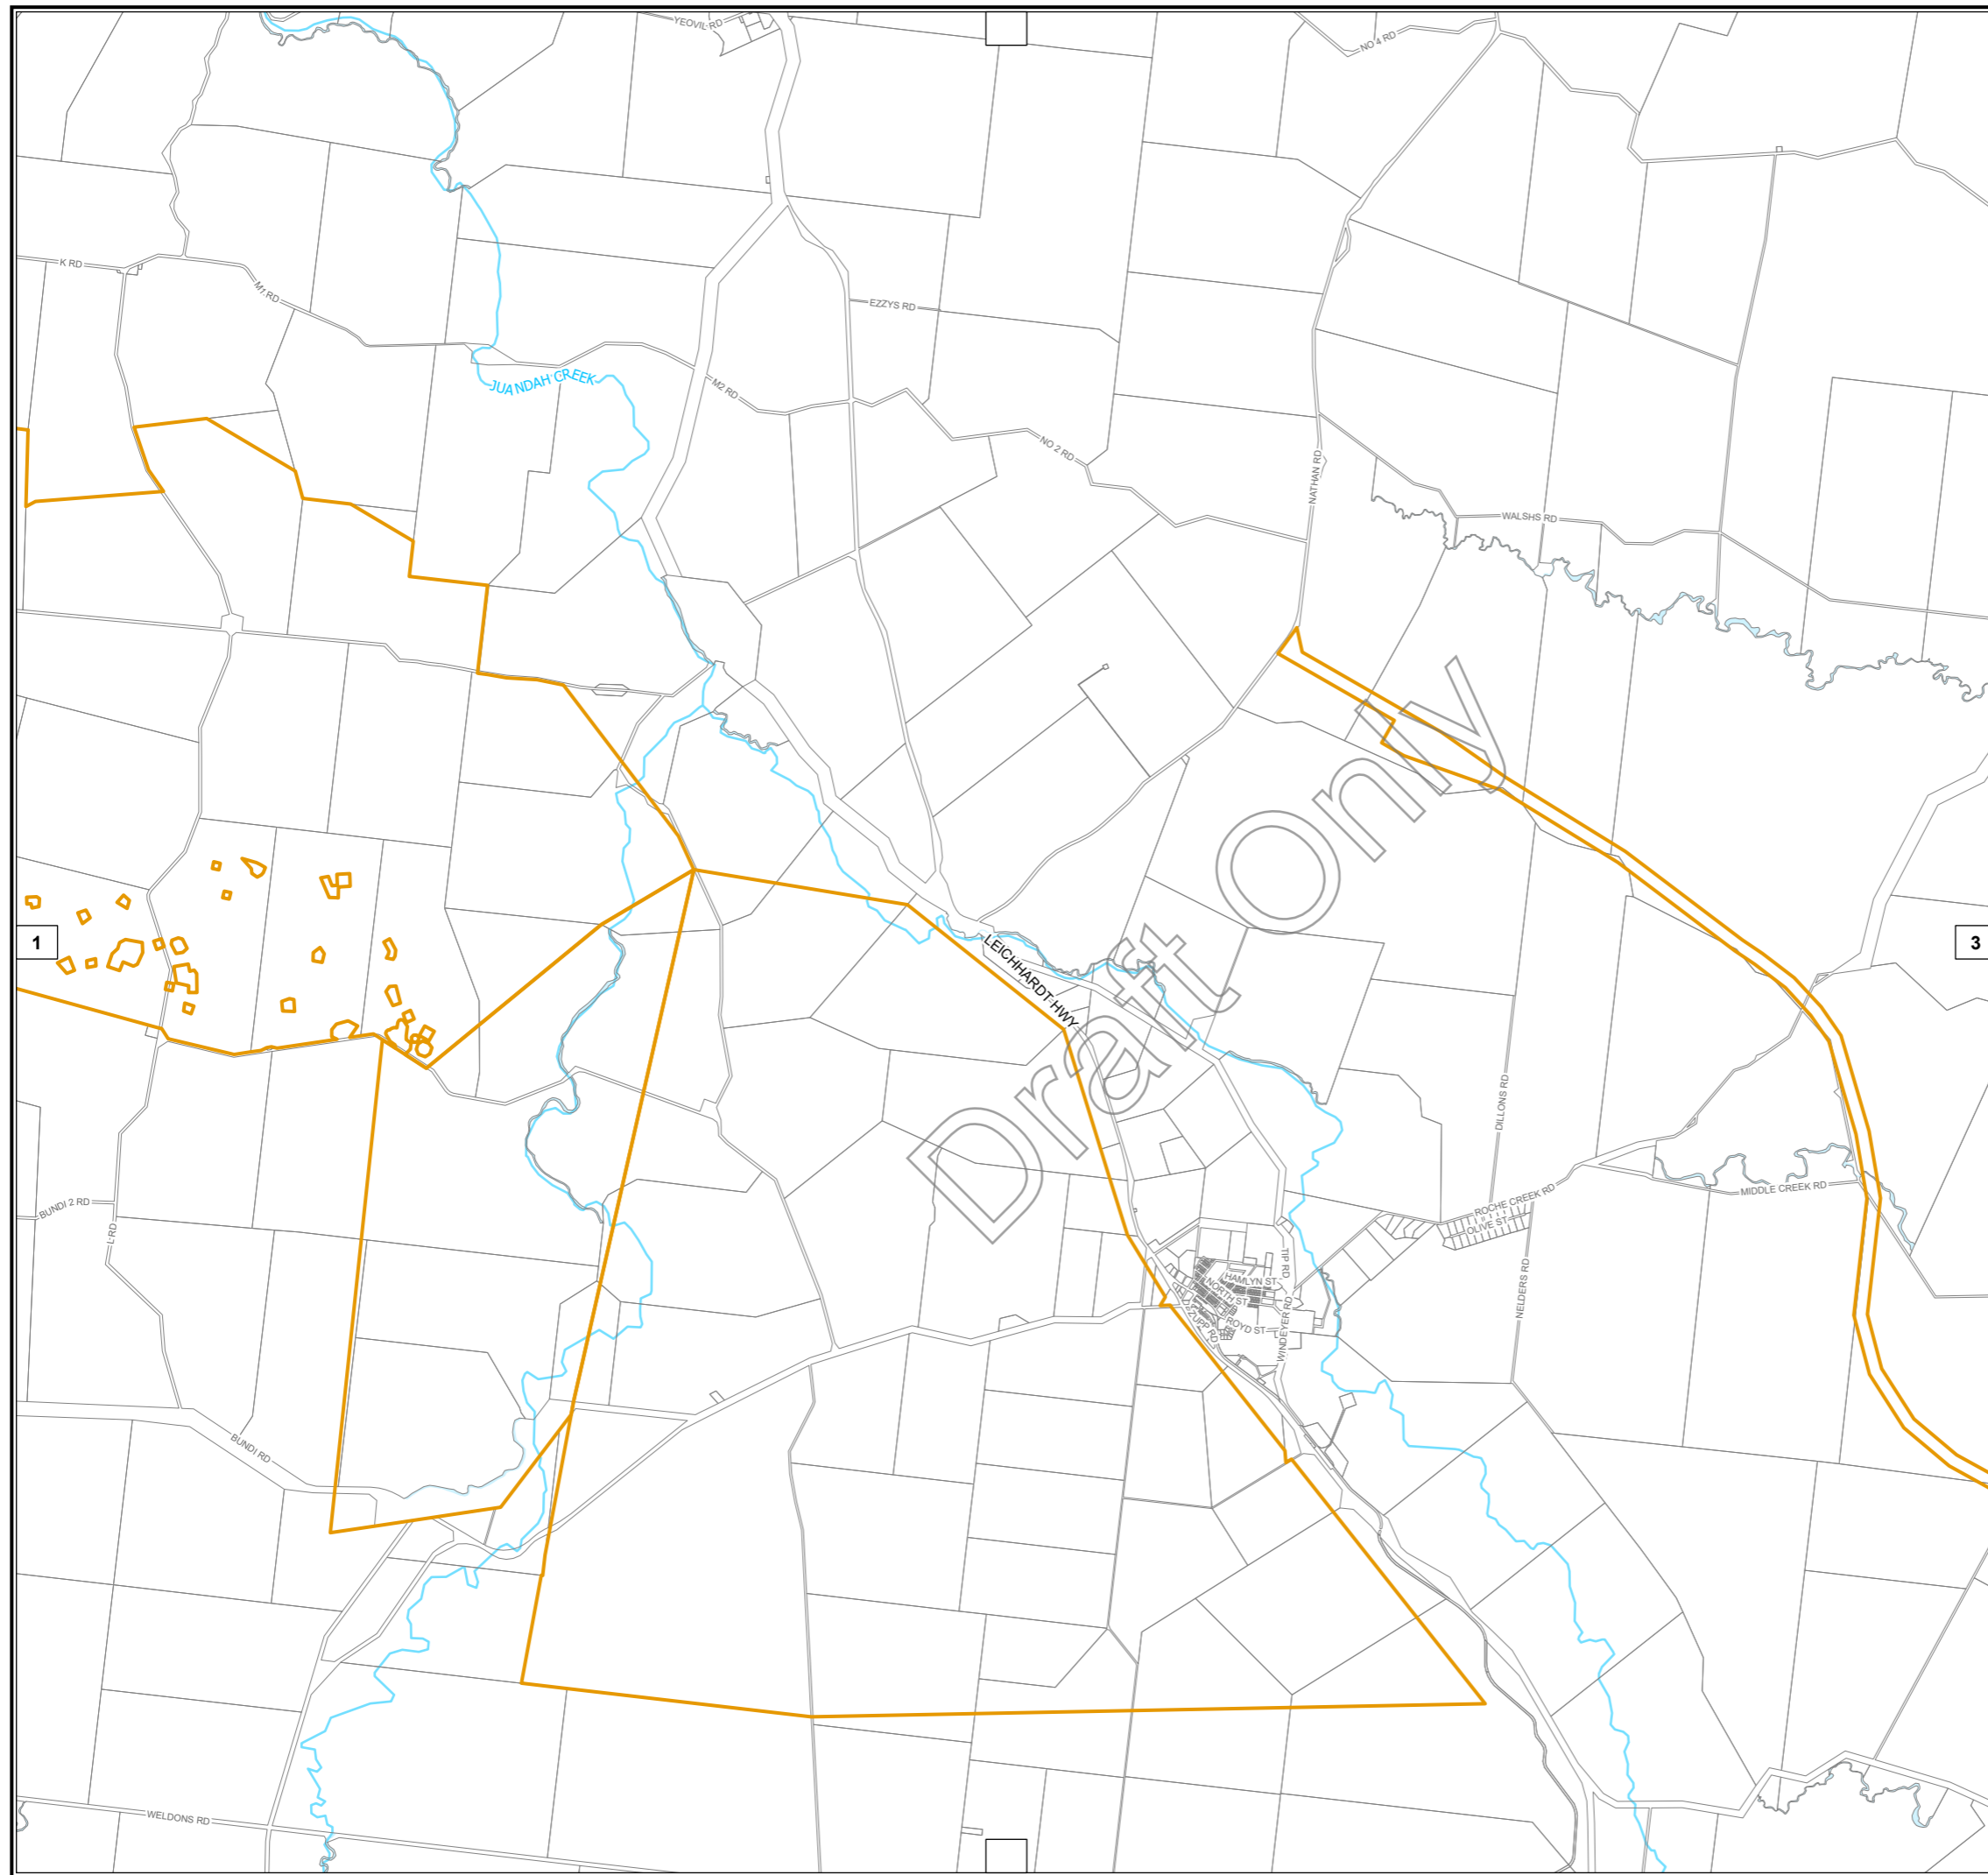 YEOVIL RD
NO 4 RD
K RD
M1 RD
EZZYS RD
JUANDAH CREEK
M2 RD
NO 2 RD
NATHAN RD
WALSHS RD
1
3
LEICHHARDT HWY
Draft Only
DILLONS RD
BUNDI 2 RD
L RD
MIDDLE CREEK RD
ROCHE CREEK RD
OLIVE ST
TIP RD
HAMLYN ST
NORTH ST
ROYD ST
WINDEYER RD
NELDERS RD
BUNDI RD
WELDONS RD